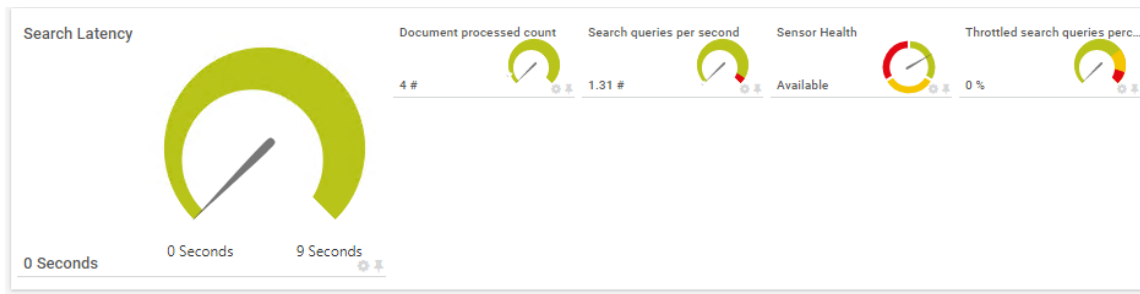 Search Latency
0 Seconds
9 Seconds
0 Seconds
Document processed count
4 #
Search queries per second
1.31 #
Sensor Health
Available
Throttled search queries perc...
0 %